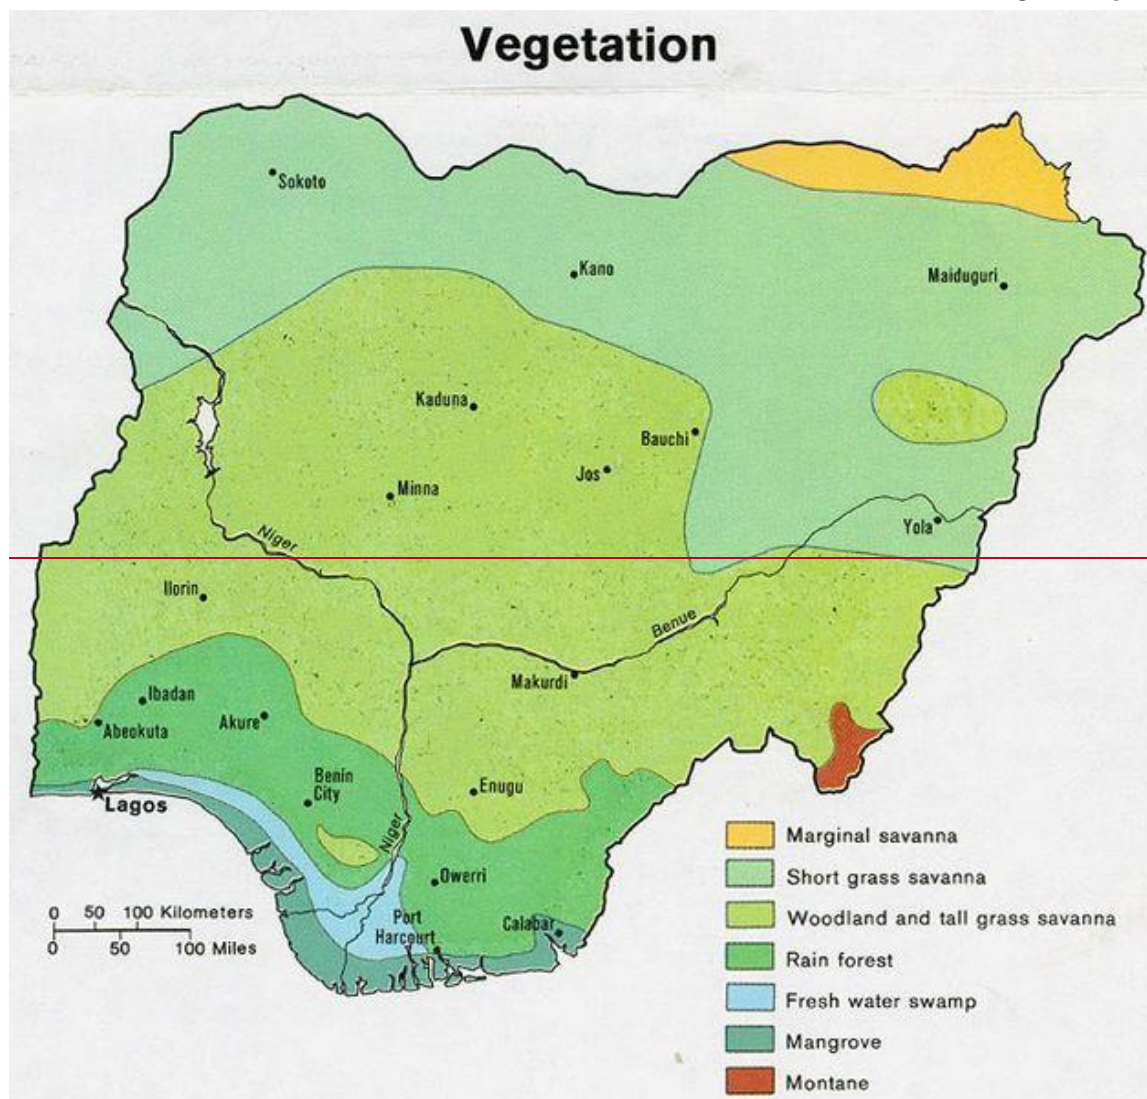 Vegetation
Sokoto
Kano
Maiduguri
Kaduna
Bauchi
Jos
Minna
Yola
Niger
Ilorin
Benue
Makurdi
Ibadan
Akure
Abeokuta
Benin
City
Enugu
Lagos
Niger
Owerri
Port
Harcourt
Calabar
0 50 100 Kilometers
0 50 100 Miles
Marginal savanna
Short grass savanna
Woodland and tall grass savanna
Rain forest
Fresh water swamp
Mangrove
Montane